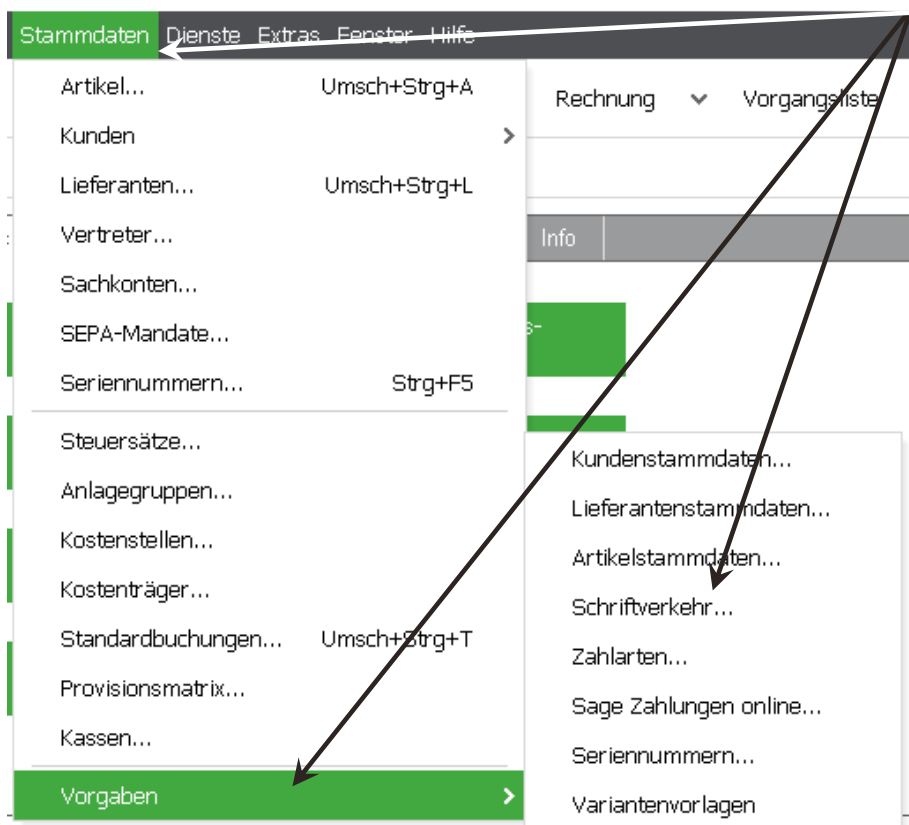 Stammdaten Dienste Extras Fenster Hilfe
Artikel... Umsch+Strg+A
Rechnung Vorgangsliste
Kunden
Lieferanten... Umsch+Strg+L
Vertreter...
Info
Sachkonten...
SEPA-Mandate...
s-
Seriennummern... Strg+F5
Steuersätze...
Kundenstammdaten...
Anlagegruppen...
Lieferantenstammdaten...
Kostenstellen...
Artikelstammdaten...
Kostenträger...
Schriftverkehr...
Standardbuchungen... Umsch+Strg+T
Zahlarten...
Provisionsmatrix...
Sage Zahlungen online...
Kassen...
Seriennummern...
Vorgaben
Variantenvorlagen